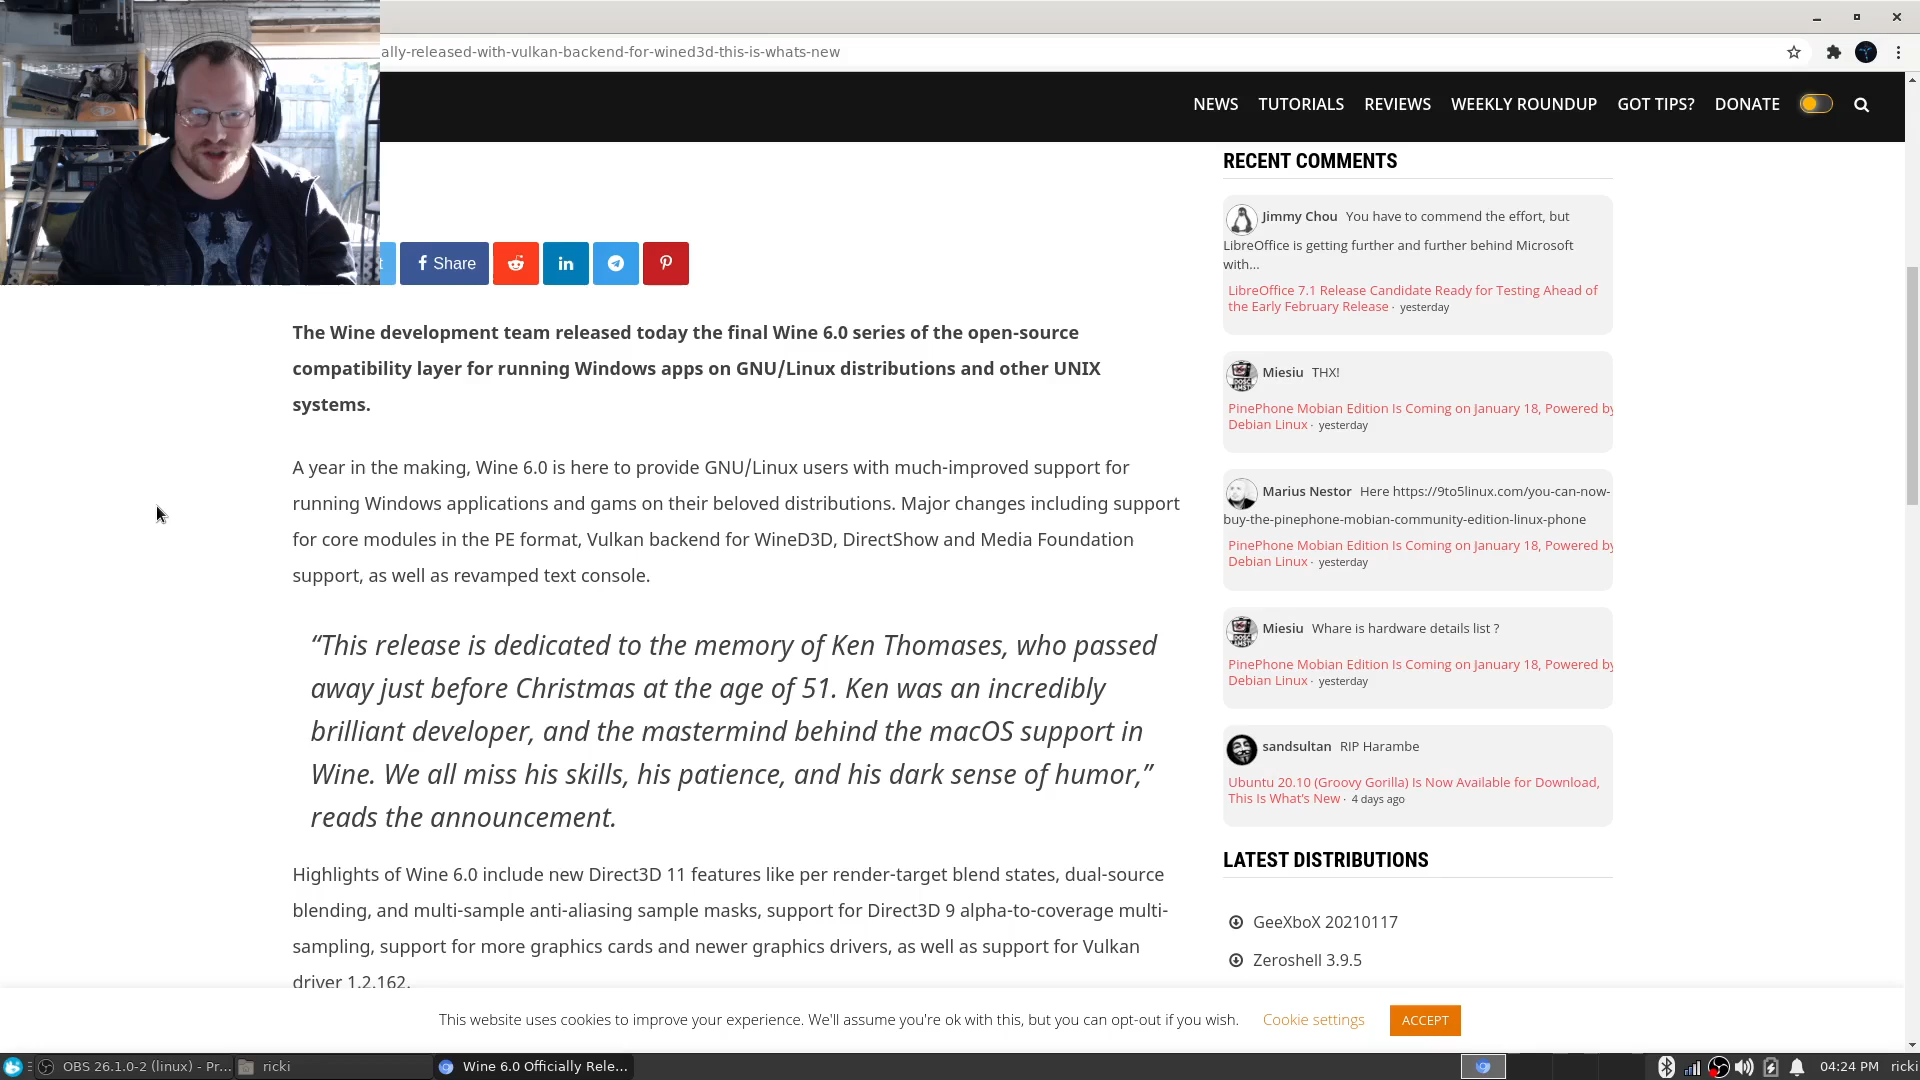 ally-released-with-vulkan-backend-for-wined3d-this-is-whats-new
NEWS TUTORIALS REVIEWS WEEKLY ROUNDUP GOT TIPS? DONATE
t Share in
The Wine development team released today the final Wine 6.0 series of the open-source
compatibility layer for running Windows apps on GNU/Linux distributions and other UNIX
systems.
A year in the making, Wine 6.0 is here to provide GNU/Linux users with much-improved support for
running Windows applications and gams on their beloved distributions. Major changes including support
for core modules in the PE format, Vulkan backend for WineD3D, DirectShow and Media Foundation
support, as well as revamped text console.
“This release is dedicated to the memory of Ken Thomases, who passed
away just before Christmas at the age of 51. Ken was an incredibly
brilliant developer, and the mastermind behind the macOS support in
Wine. We all miss his skills, his patience, and his dark sense of humor,”
reads the announcement.
Highlights of Wine 6.0 include new Direct3D 11 features like per render-target blend states, dual-source
blending, and multi-sample anti-aliasing sample masks, support for Direct3D 9 alpha-to-coverage multi-
sampling, support for more graphics cards and newer graphics drivers, as well as support for Vulkan
driver 1.2.162.
RECENT COMMENTS
Jimmy Chou You have to commend the effort, but
LibreOffice is getting further and further behind Microsoft
with...
LibreOffice 7.1 Release Candidate Ready for Testing Ahead of
the Early February Release · yesterday
Miesiu THX!
PinePhone Mobian Edition Is Coming on January 18, Powered by
Debian Linux · yesterday
Marius Nestor Here https://9to5linux.com/you-can-now-
buy-the-pinephone-mobian-community-edition-linux-phone
PinePhone Mobian Edition Is Coming on January 18, Powered by
Debian Linux · yesterday
Miesiu Whare is hardware details list ?
PinePhone Mobian Edition Is Coming on January 18, Powered by
Debian Linux · yesterday
sandsultan RIP Harambe
Ubuntu 20.10 (Groovy Gorilla) Is Now Available for Download,
This Is What's New · 4 days ago
LATEST DISTRIBUTIONS
GeeXboX 20210117
Zeroshell 3.9.5
This website uses cookies to improve your experience. We'll assume you're ok with this, but you can opt-out if you wish. Cookie settings ACCEPT
OBS 26.1.0-2 (linux) - Pr... ricki Wine 6.0 Officially Rele... 04:24 PM ricki